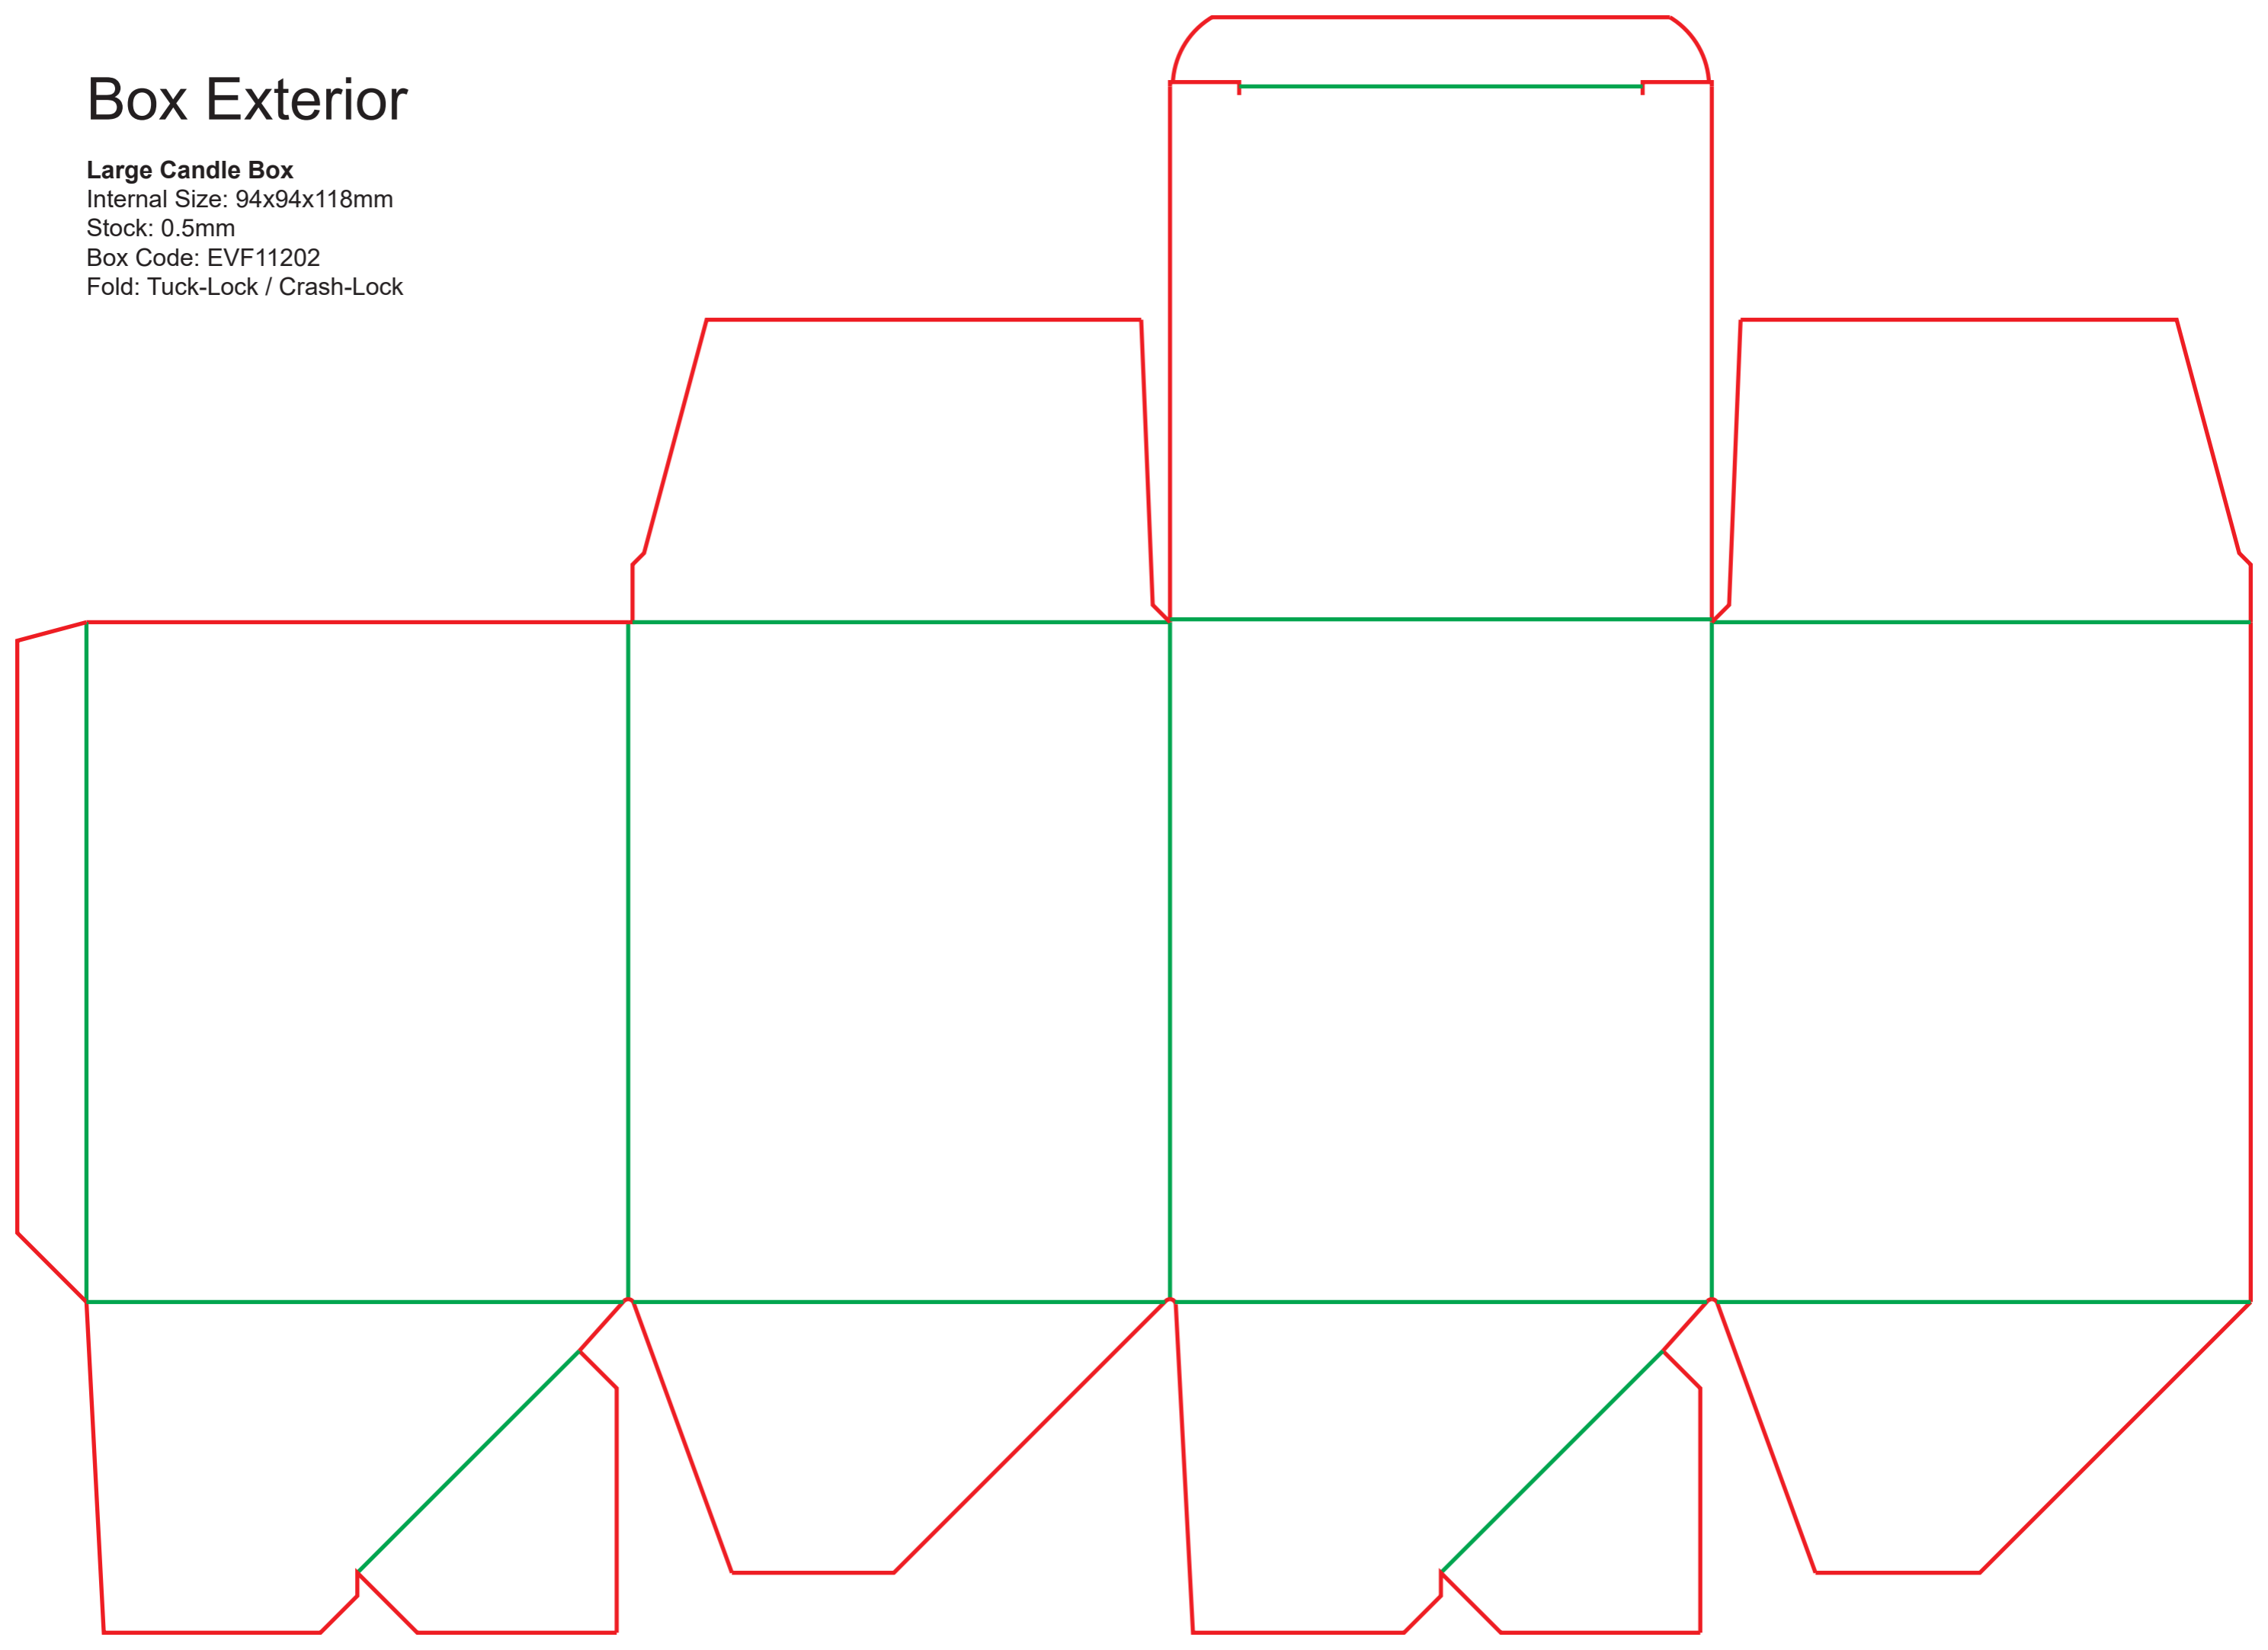 Box Exterior
Large Candle Box
Internal Size: 94x94x118mm
Stock: 0.5mm
Box Code: EVF11202
Fold: Tuck-Lock / Crash-Lock